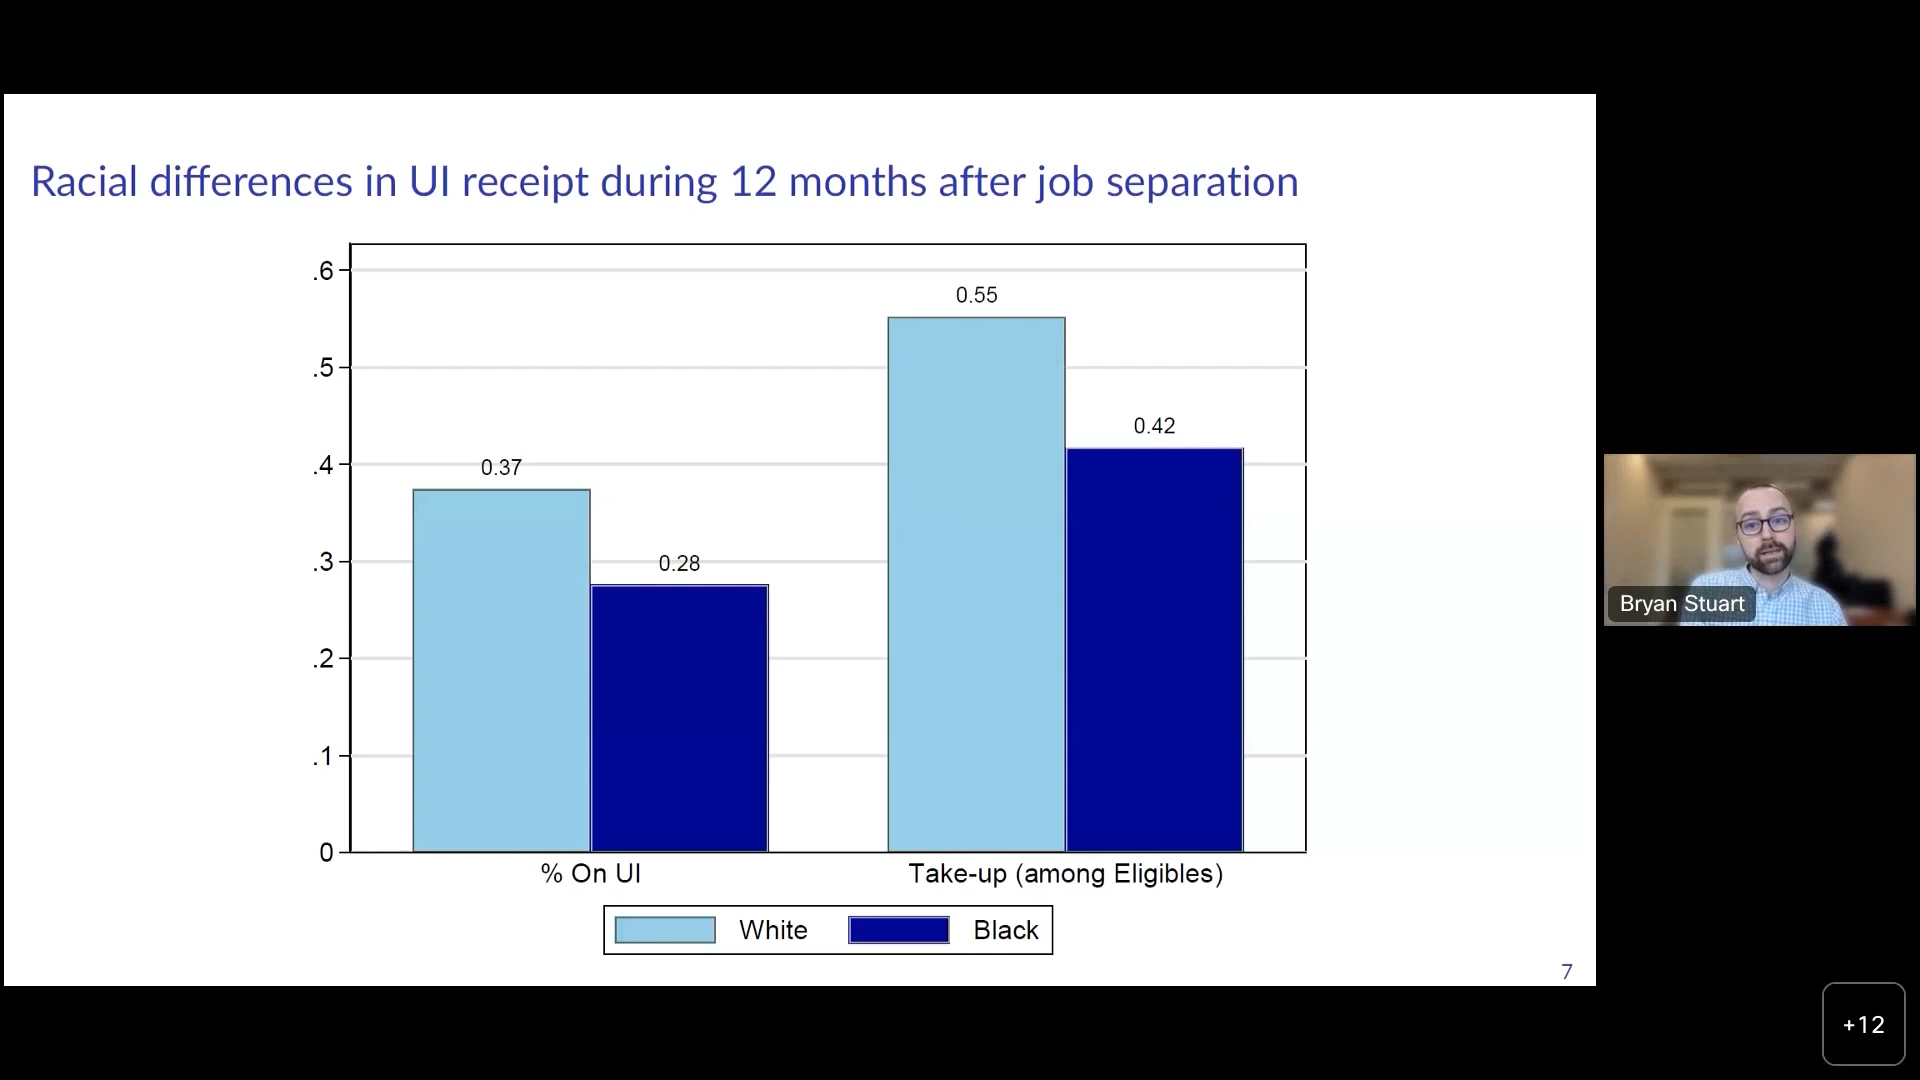 Racial differences in UI receipt during 12 months after job separation
.6
.5
.4
.3
.2
.1
0
0.37
0.28
0.55
0.42
% On UI
Take-up (among Eligibles)
White
Black
7
Bryan Stuart
+12